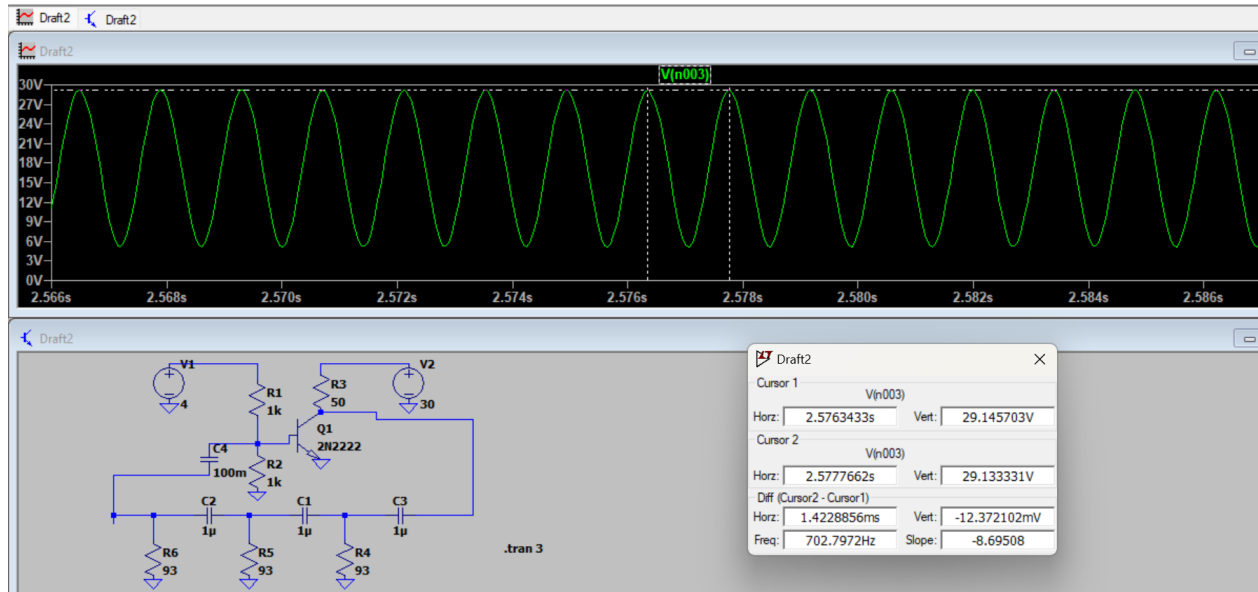 Draft2 Draft2
Draft2
V(n003)
30V
27V
24V
21V
18V
15V
12V
9V
6V
3V
0V
2.566s 2.568s 2.570s 2.572s 2.574s 2.576s 2.578s 2.580s 2.582s 2.584s 2.586s
Draft2
V1
4
R1
1k
R3
50
V2
30
Q1
2N2222
C4
100m
R2
1k
C2
1µ
C1
1µ
C3
1µ
R6
93
R5
93
R4
93
.tran 3
Draft2
Cursor 1
V(n003)
Horz: 2.5763433s Vert: 29.145703V
Cursor 2
V(n003)
Horz: 2.5777662s Vert: 29.133331V
Diff (Cursor2 - Cursor1)
Horz: 1.4228856ms Vert: -12.372102mV
Freq: 702.7972Hz Slope: -8.69508